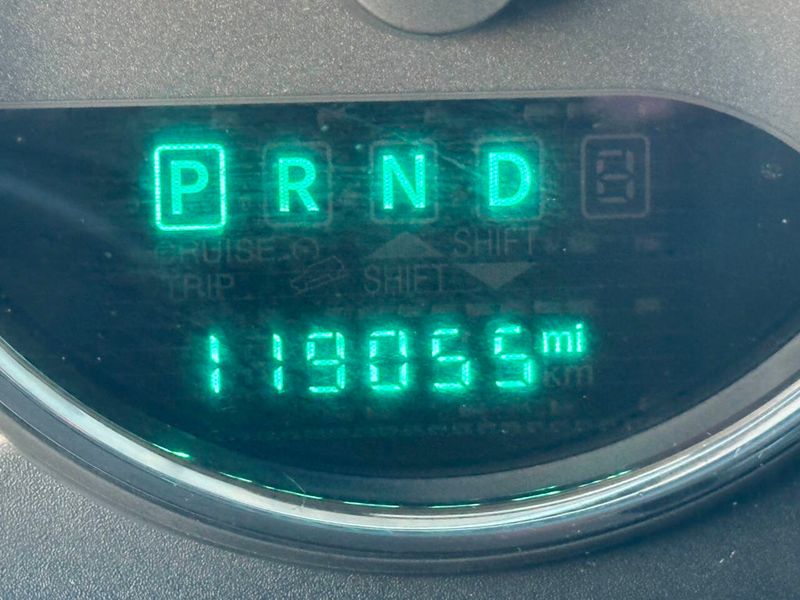 P R N D
CRUISE SHIFT
TRIP SHIFT
119055 mi
km